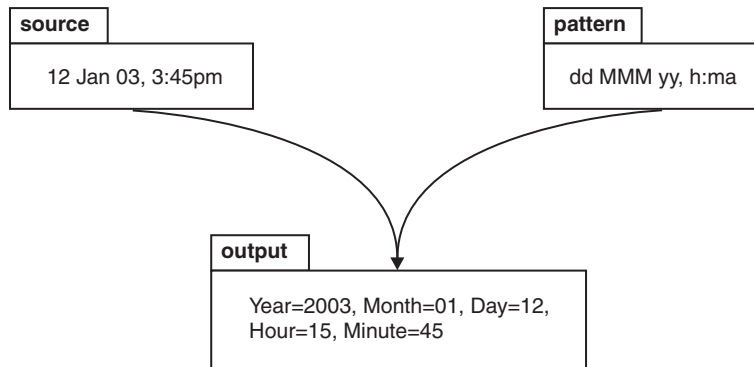 source
12 Jan 03, 3:45pm
pattern
dd MMM yy, h:ma
output
Year=2003, Month=01, Day=12,
Hour=15, Minute=45